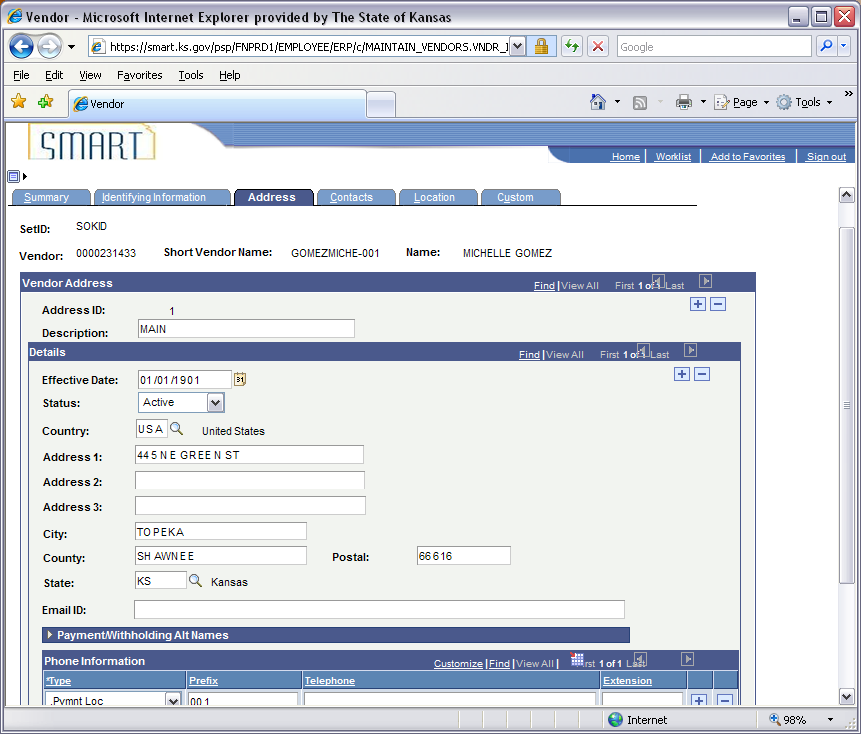 Vendor - Microsoft Internet Explorer provided by The State of Kansas
https://smart.ks.gov/psp/FNPRD1/EMPLOYEE/ERP/c/MAINTAIN_VENDORS.VNDR_I
Google
File Edit View Favorites Tools Help
Vendor
Page Tools
SMART
Home Worklist Add to Favorites Sign out
Summary Identifying Information Address Contacts Location Custom
SetID: SOKID
Vendor: 0000231433 Short Vendor Name: GOMEZMICHE-001 Name: MICHELLE GOMEZ
Vendor Address Find | View All First 1 of 1 Last
Address ID: 1
Description: MAIN
Details Find | View All First 1 of 1 Last
Effective Date: 01/01/1901 31
Status: Active
Country: USA United States
Address 1: 445 NE GREEN ST
Address 2:
Address 3:
City: TOPEKA
County: SHAWNEE Postal: 66616
State: KS Kansas
Email ID:
Payment/Withholding Alt Names
Phone Information Customize | Find | View All | First 1 of 1 Last
*Type Prefix Telephone Extension
.Pymnt Loc 001
Internet 98%